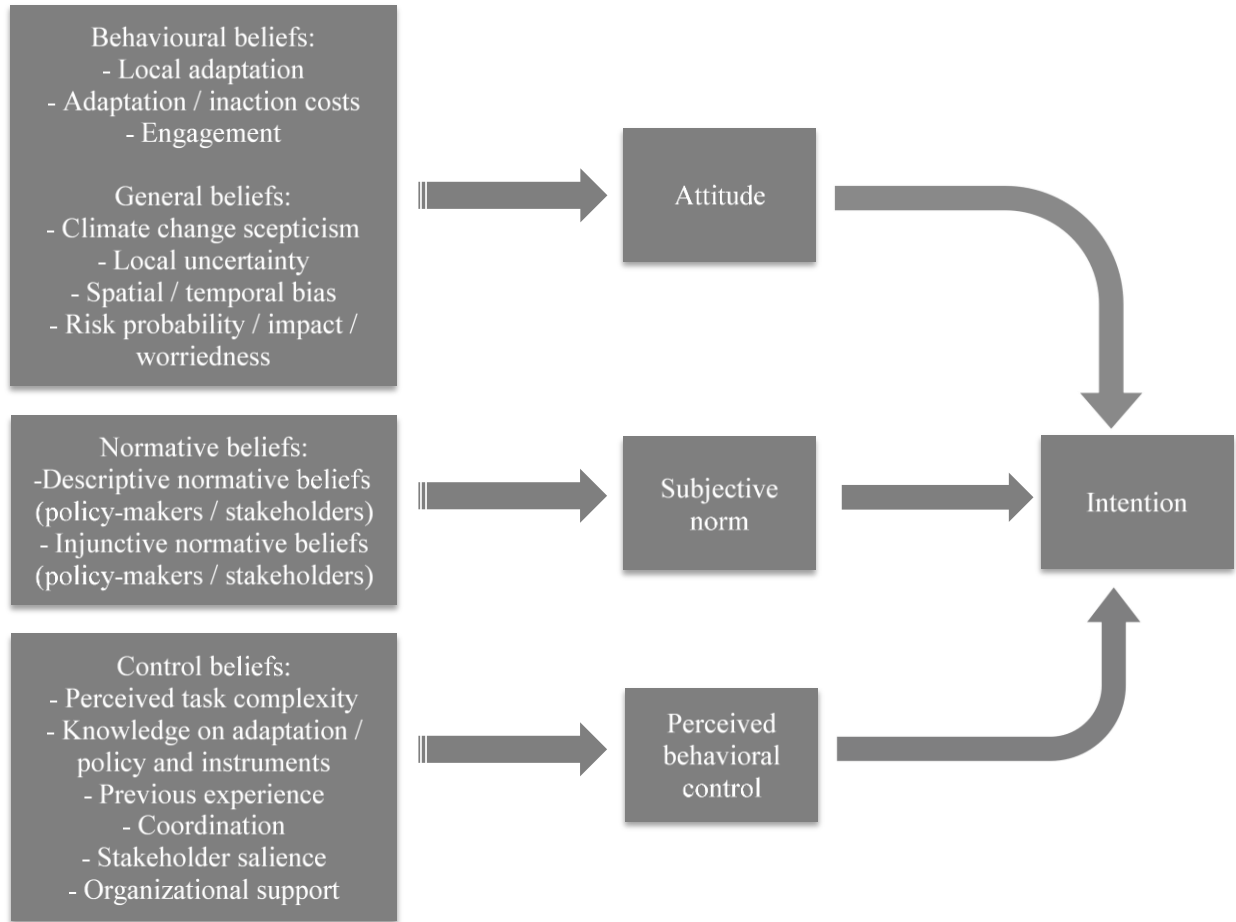 Behavioural beliefs:
- Local adaptation
- Adaptation / inaction costs
- Engagement
General beliefs:
- Climate change scepticism
- Local uncertainty
- Spatial / temporal bias
- Risk probability / impact /
worriedness
Attitude
Normative beliefs:
-Descriptive normative beliefs
(policy-makers / stakeholders)
- Injunctive normative beliefs
(policy-makers / stakeholders)
Subjective
norm
Intention
Control beliefs:
- Perceived task complexity
- Knowledge on adaptation /
policy and instruments
- Previous experience
- Coordination
- Stakeholder salience
- Organizational support
Perceived
behavioral
control